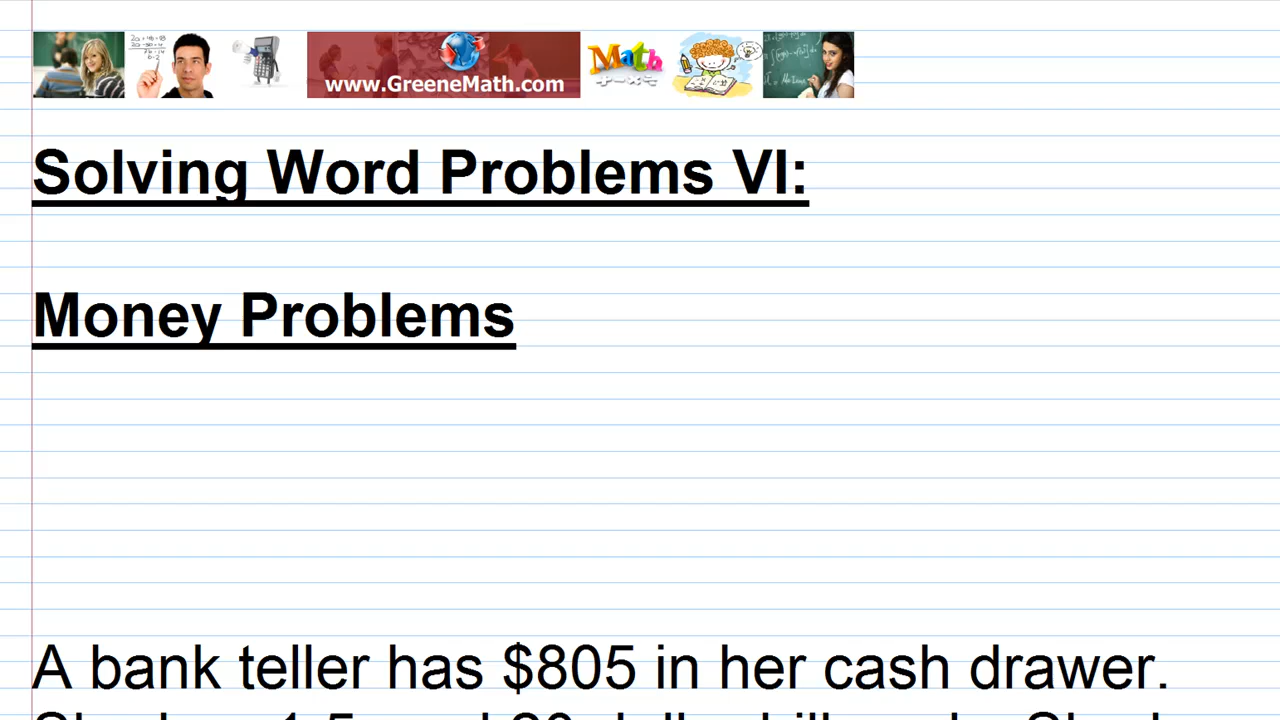 www.GreeneMath.com
Math
Solving Word Problems VI:
Money Problems
A bank teller has $805 in her cash drawer.